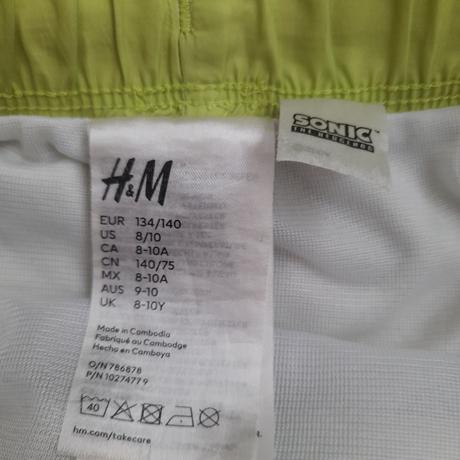 H&M
EUR 134/140
US 8/10
CA 8-10A
CN 140/75
MX 8-10A
AUS 9-10
UK 8-10Y
Made in Cambodia
Fabriqué au Cambodge
Hecho en Camboya
O/N 786878
P/N 10274779
40
hm.com/takecare
SONIC
THE HEDGEHOG